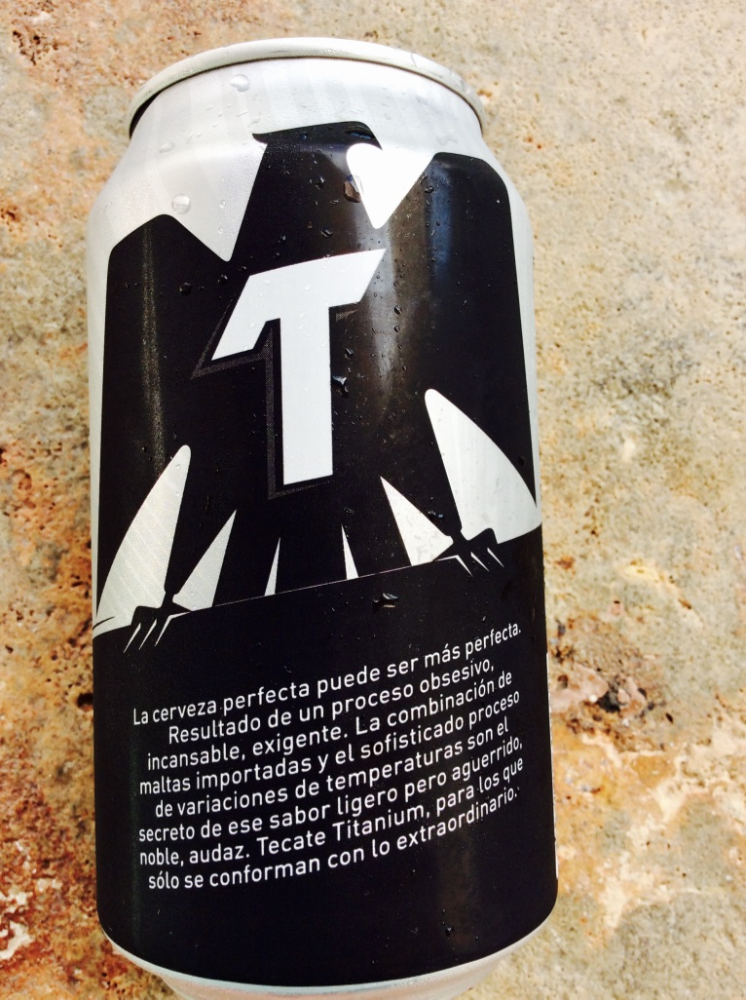 T
La cerveza perfecta puede ser más perfecta.
Resultado de un proceso obsesivo,
incansable, exigente. La combinación de
maltas importadas y el sofisticado proceso
de variaciones de temperaturas son el
secreto de ese sabor ligero pero aguerrido,
noble, audaz. Tecate Titanium, para los que
sólo se conforman con lo extraordinario.